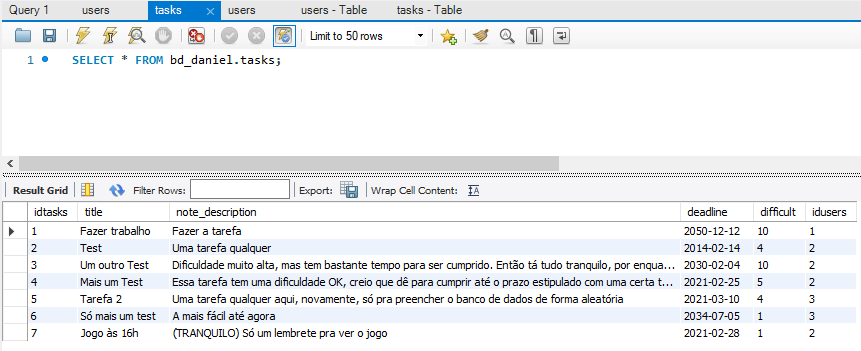 Query 1 users tasks users users - Table tasks - Table
Limit to 50 rows
1 SELECT * FROM bd_daniel.tasks;
Result Grid Filter Rows: Export: Wrap Cell Content:
idtasks title note_description deadline difficult idusers
1 Fazer trabalho Fazer a tarefa 2050-12-12 10 1
2 Test Uma tarefa qualquer 2014-02-14 4 2
3 Um outro Test Dificuldade muito alta, mas tem bastante tempo para ser cumprido. Então tá tudo tranquilo, por enqua... 2030-02-04 10 2
4 Mais um Test Essa tarefa tem uma dificuldade OK, creio que dê para cumprir até o prazo estipulado com uma certa t... 2021-02-25 5 2
5 Tarefa 2 Uma tarefa qualquer aqui, novamente, só pra preencher o banco de dados de forma aleatória 2021-03-10 4 3
6 Só mais um test A mais fácil até agora 2034-07-05 1 3
7 Jogo às 16h (TRANQUILO) Só um lembrete pra ver o jogo 2021-02-28 1 2